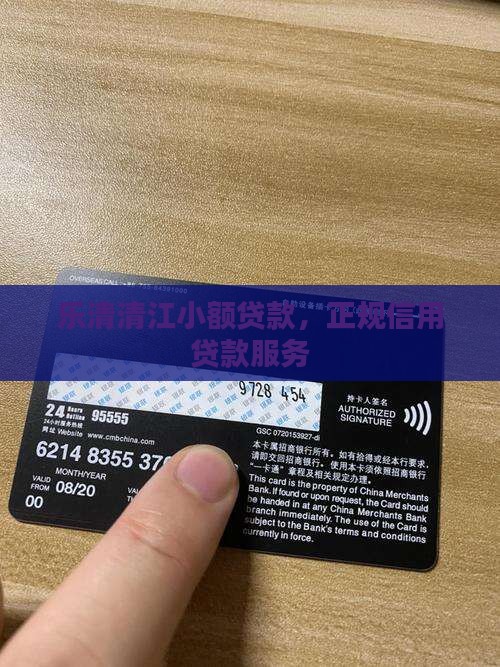 OVERSEAS CALL
乐清清江小额贷款，正规信用
贷款服务
9728 454
24 Hours Hotline 95555
24小时服务热线
网址 Website www.cmbchina.com
持卡人签名
AUTHORIZED
SIGNATURE
GSC 0720153927-di
6214 8355 37
MONTH/YEAR
VALID FROM 08/20
00
本卡属招商银行所有。如有拾得或经本行要求，
请即交回招商银行。使用本卡须依照招商银行
“一卡通”章程及相关规定办理。
This card is the property of China Merchants
Bank. If found or upon request, the Card should
be handed in at any China Merchants Bank
branch immediately. The use of the Card is
subject to the Bank's terms and conditions
currently in force.